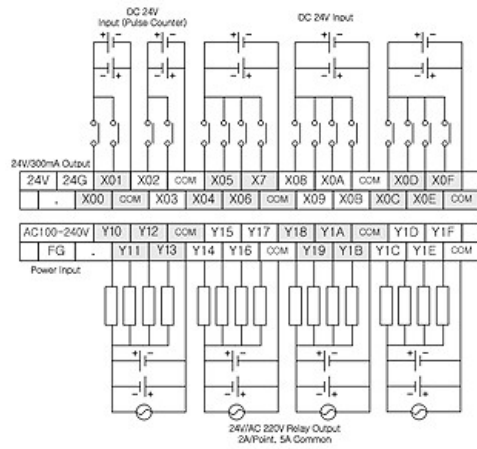 DC 24V
Input (Pulse Counter)
DC 24V Input
24V/300mA Output
24V 24G X01 X02 COM X05 X7 X08 X0A COM X0D X0F
. X00 COM X03 X04 X06 COM X09 X0B X0C X0E COM
AC100-240V Y10 Y12 COM Y15 Y17 Y18 Y1A COM Y1D Y1F
FG . Y11 Y13 Y14 Y16 COM Y19 Y1B Y1C Y1E COM
Power Input
24V/AC 220V Relay Output
2A/Point, 5A Common